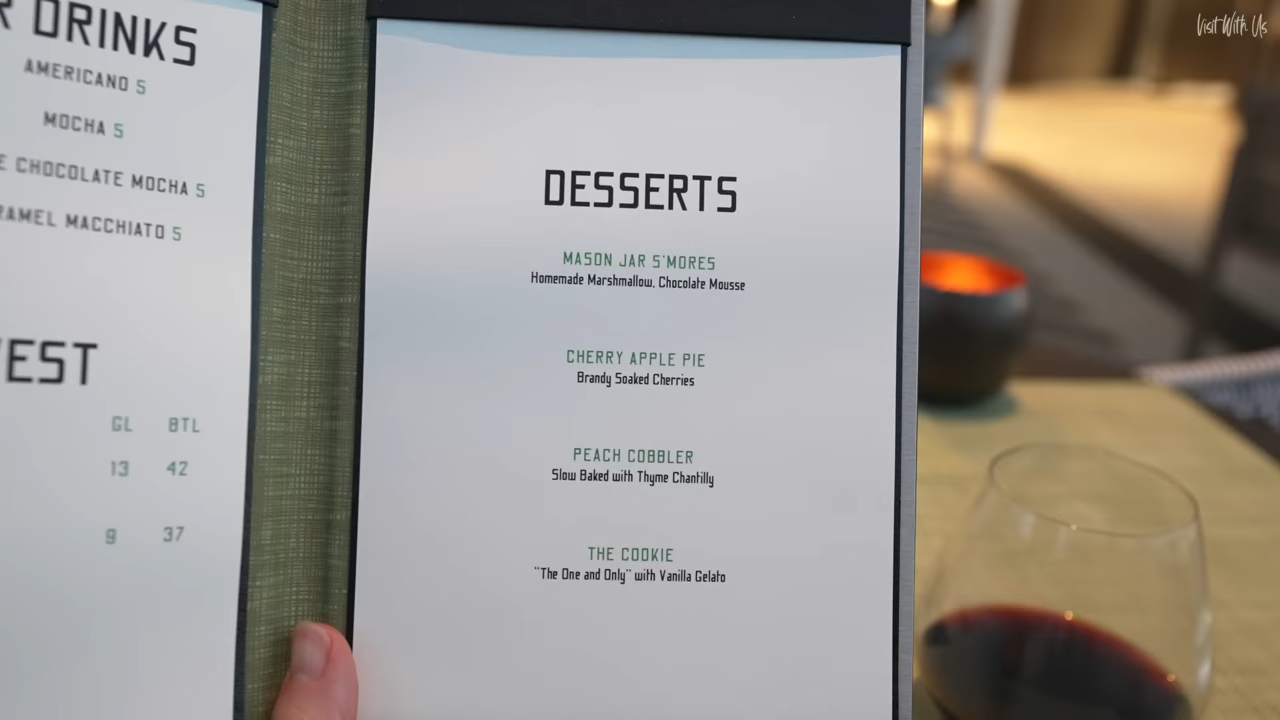 DRINKS
AMERICANO 5
MOCHA 5
CHOCOLATE MOCHA 5
MACCHIATO 5
GL BTL
13 42
9 37
DESSERTS
MASON JAR S'MORES
Homemade Marshmallow, Chocolate Mousse
CHERRY APPLE PIE
Brandy Soaked Cherries
PEACH COBBLER
Slow Baked with Thyme Chantilly
THE COOKIE
"The One and Only" with Vanilla Gelato
Visit With Us